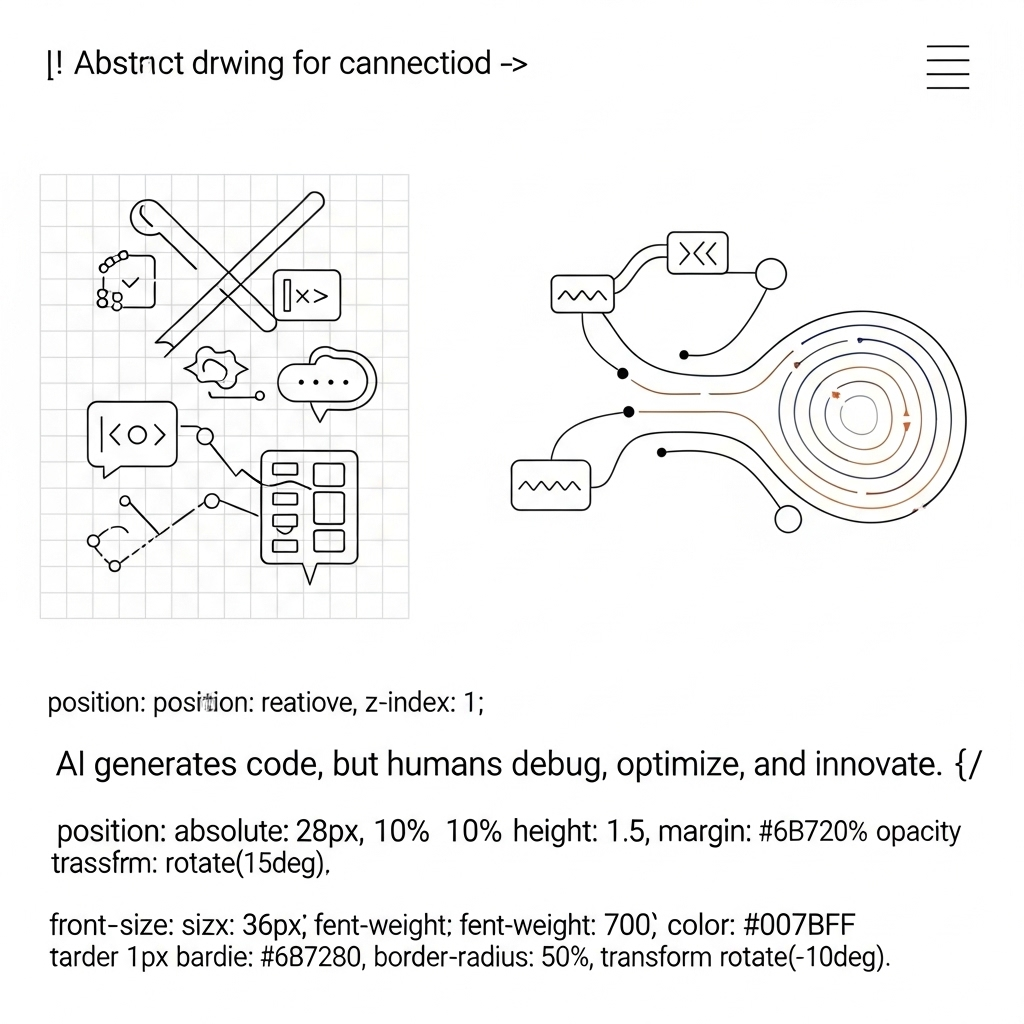 |! Abstract drwing for cannectiod ->
|x>
|<O>
position: position: reatiove, z-index: 1;
AI generates code, but humans debug, optimize, and innovate. {/
position: absolute: 28px, 10% 10% height: 1.5, margin: #6B720% opacity
trassfrm: rotate(15deg),
front-size: sizx: 36px; fent-weight; fent-weight: 700; color: #007BFF
tarder 1px bardie: #6B7280, border-radius: 50%, transform rotate(-10deg).